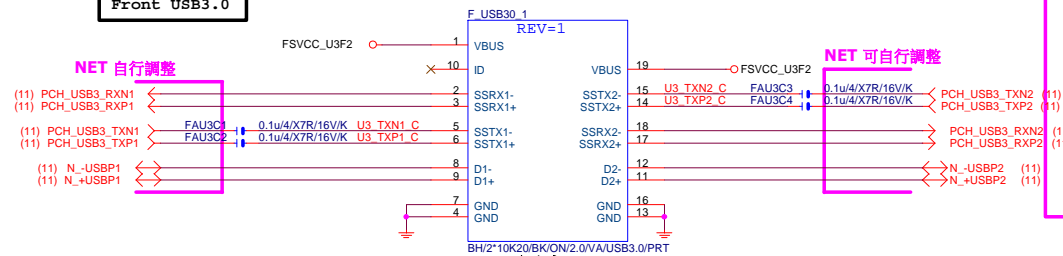 Front USB3.0
F_USB30_1
REV=1
FSVCC_U3F2
1 VBUS
10 ID
VBUS 19
FSVCC_U3F2
NET 自行調整
NET 可自行調整
(11) PCH_USB3_RXN1
2 SSRX1-
(11) PCH_USB3_RXP1
3 SSRX1+
SSTX2- 15 U3_TXN2_C FAU3C3 0.1u/4/X7R/16V/K PCH_USB3_TXN2 (11)
SSTX2+ 14 U3_TXP2_C FAU3C4 0.1u/4/X7R/16V/K PCH_USB3_TXP2 (11)
(11) PCH_USB3_TXN1 FAU3C1 0.1u/4/X7R/16V/K U3_TXN1_C 5 SSTX1-
(11) PCH_USB3_TXP1 FAU3C2 0.1u/4/X7R/16V/K U3_TXP1_C 6 SSTX1+
SSRX2- 18 PCH_USB3_RXN2 (1
SSRX2+ 17 PCH_USB3_RXP2 (1
(11) N_-USBP1 8 D1-
(11) N_+USBP1 9 D1+
D2- 12 N_-USBP2 (11)
D2+ 11 N_+USBP2 (11)
7 GND
4 GND
GND 16
GND 13
BH/2*10K20/BK/ON/2.0/VA/USB3.0/PRT